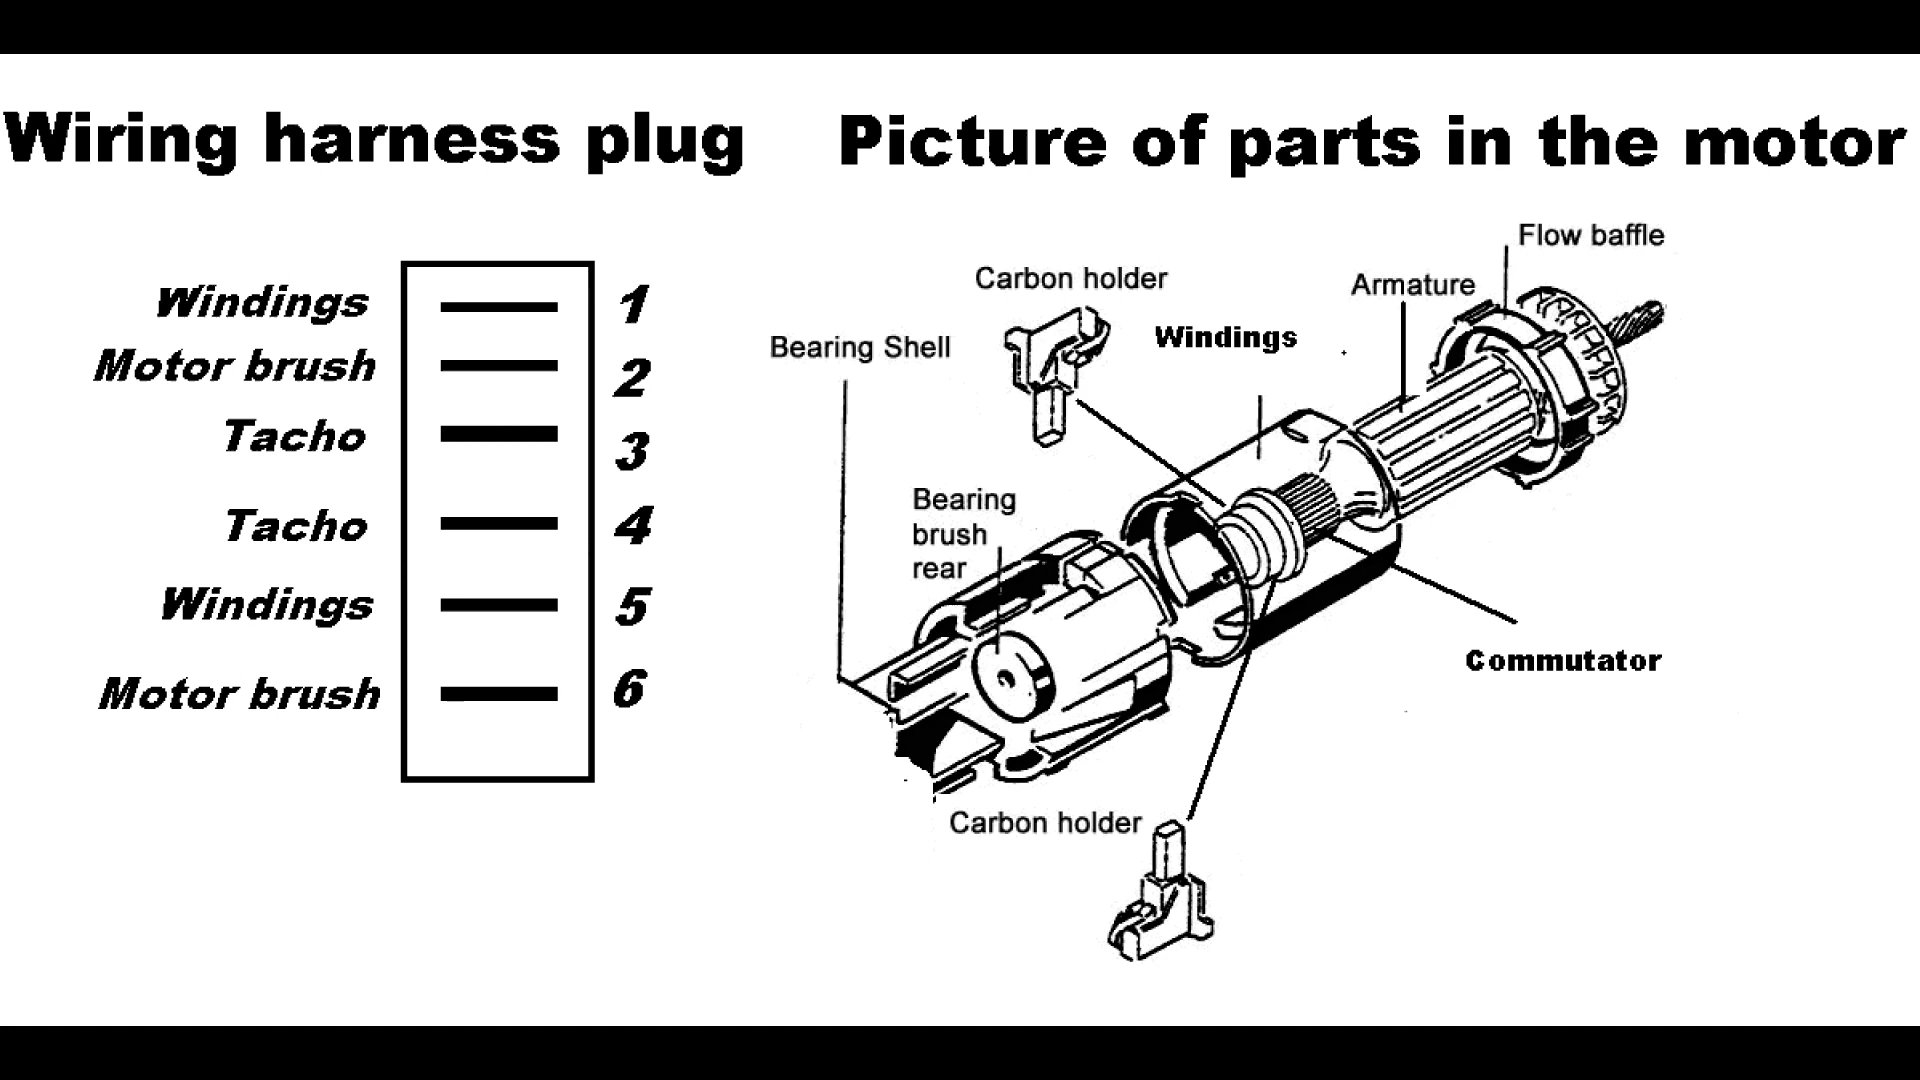 Wiring harness plug
Windings 1
Motor brush 2
Tacho 3
Tacho 4
Windings 5
Motor brush 6
Picture of parts in the motor
Flow baffle
Carbon holder
Armature
Windings
Bearing Shell
Bearing
brush
rear
Commutator
Carbon holder